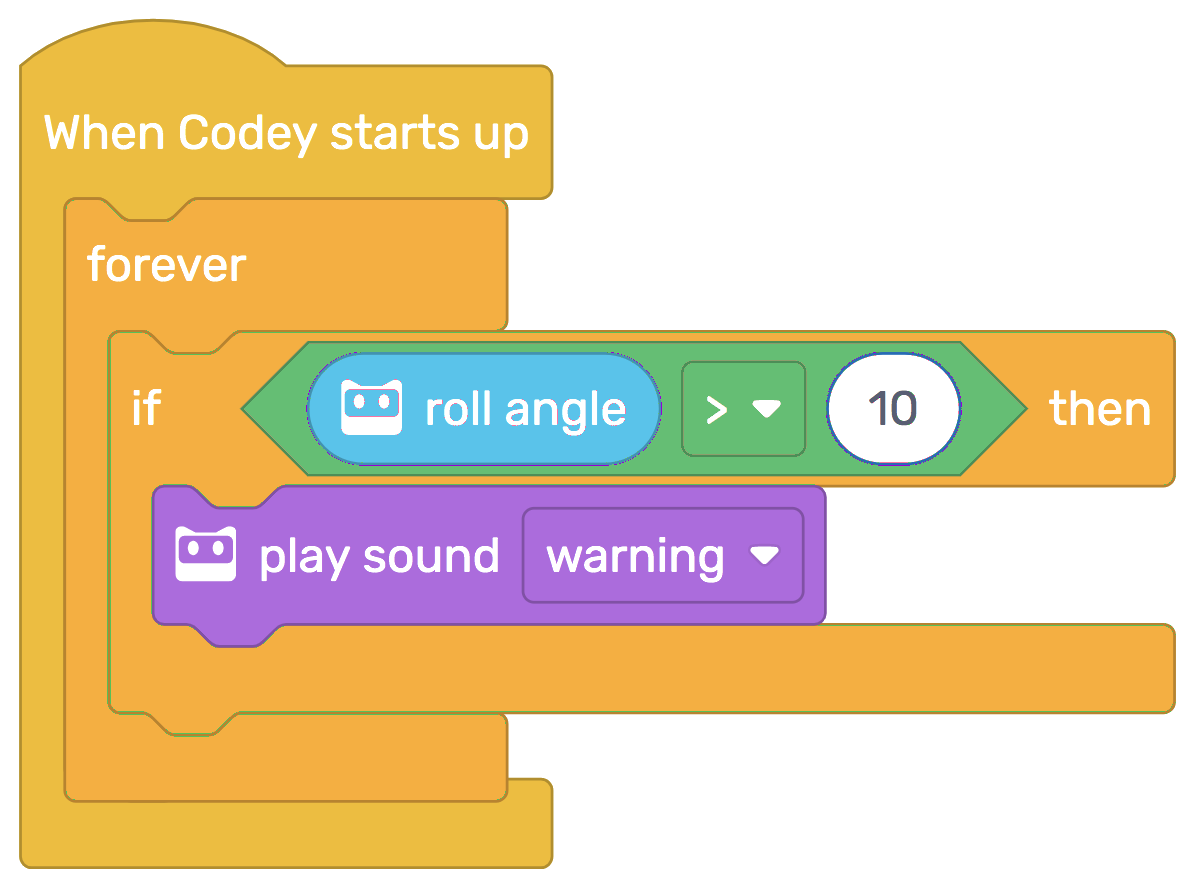 When Codey starts up
forever
if roll angle > 10 then
play sound warning